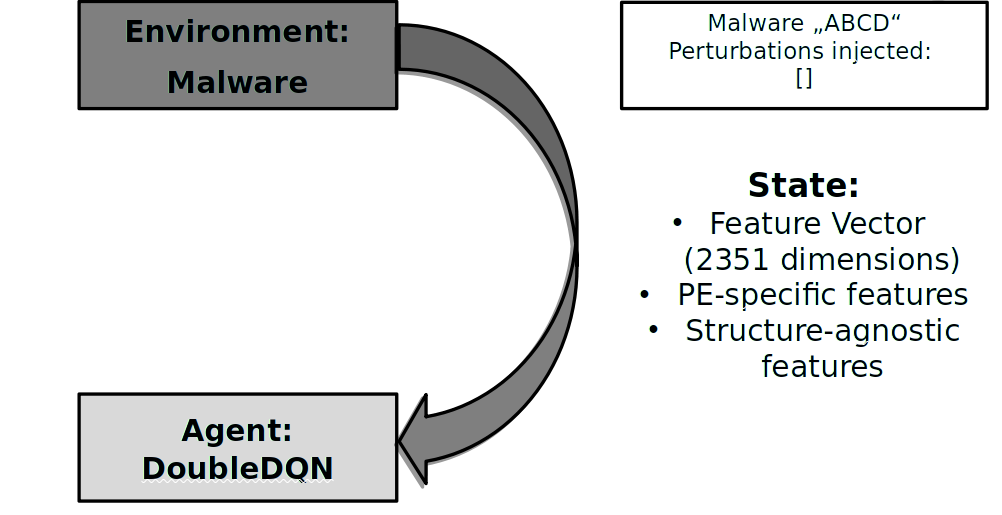 Environment:
Malware
Malware „ABCD“
Perturbations injected:
[]
State:
• Feature Vector
(2351 dimensions)
• PE-specific features
• Structure-agnostic
features
Agent:
DoubleDQN